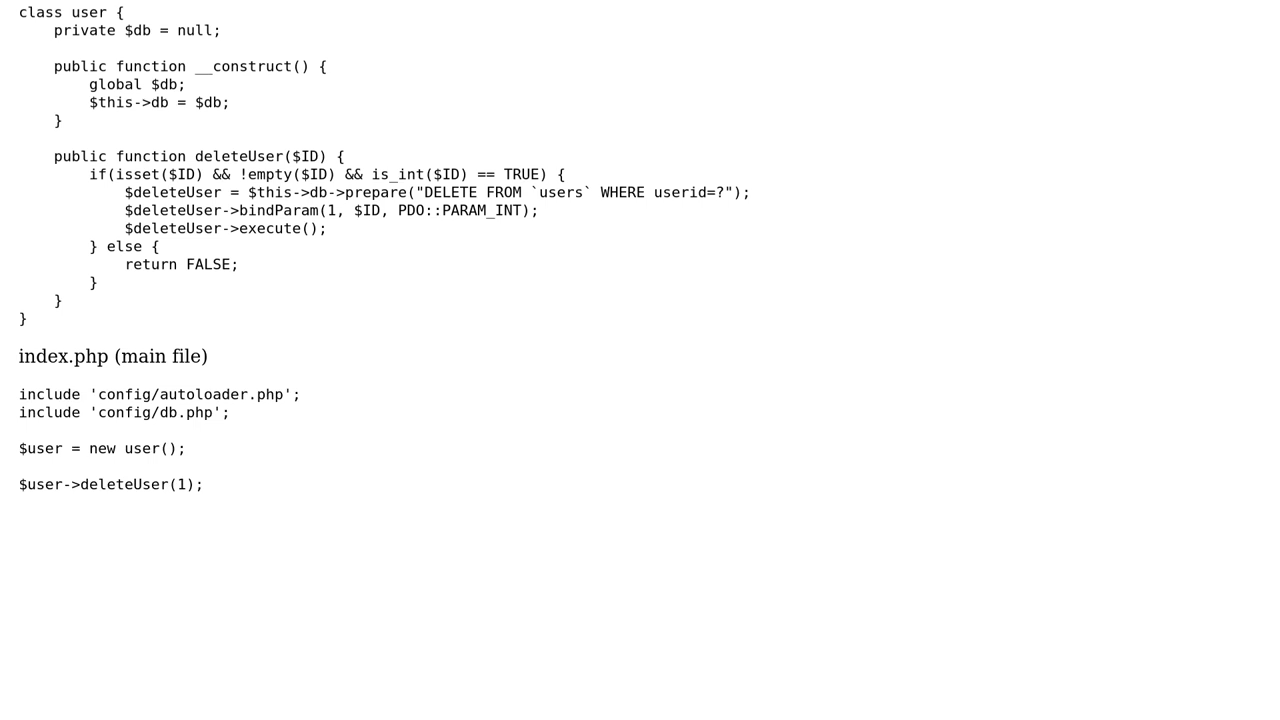 class user {
    private $db = null;

    public function __construct() {
        global $db;
        $this->db = $db;
    }

    public function deleteUser($ID) {
        if(isset($ID) && !empty($ID) && is_int($ID) == TRUE) {
            $deleteUser = $this->db->prepare("DELETE FROM `users` WHERE userid=?");
            $deleteUser->bindParam(1, $ID, PDO::PARAM_INT);
            $deleteUser->execute();
        } else {
            return FALSE;
        }
    }
}
index.php (main file)
include 'config/autoloader.php';
include 'config/db.php';

$user = new user();

$user->deleteUser(1);